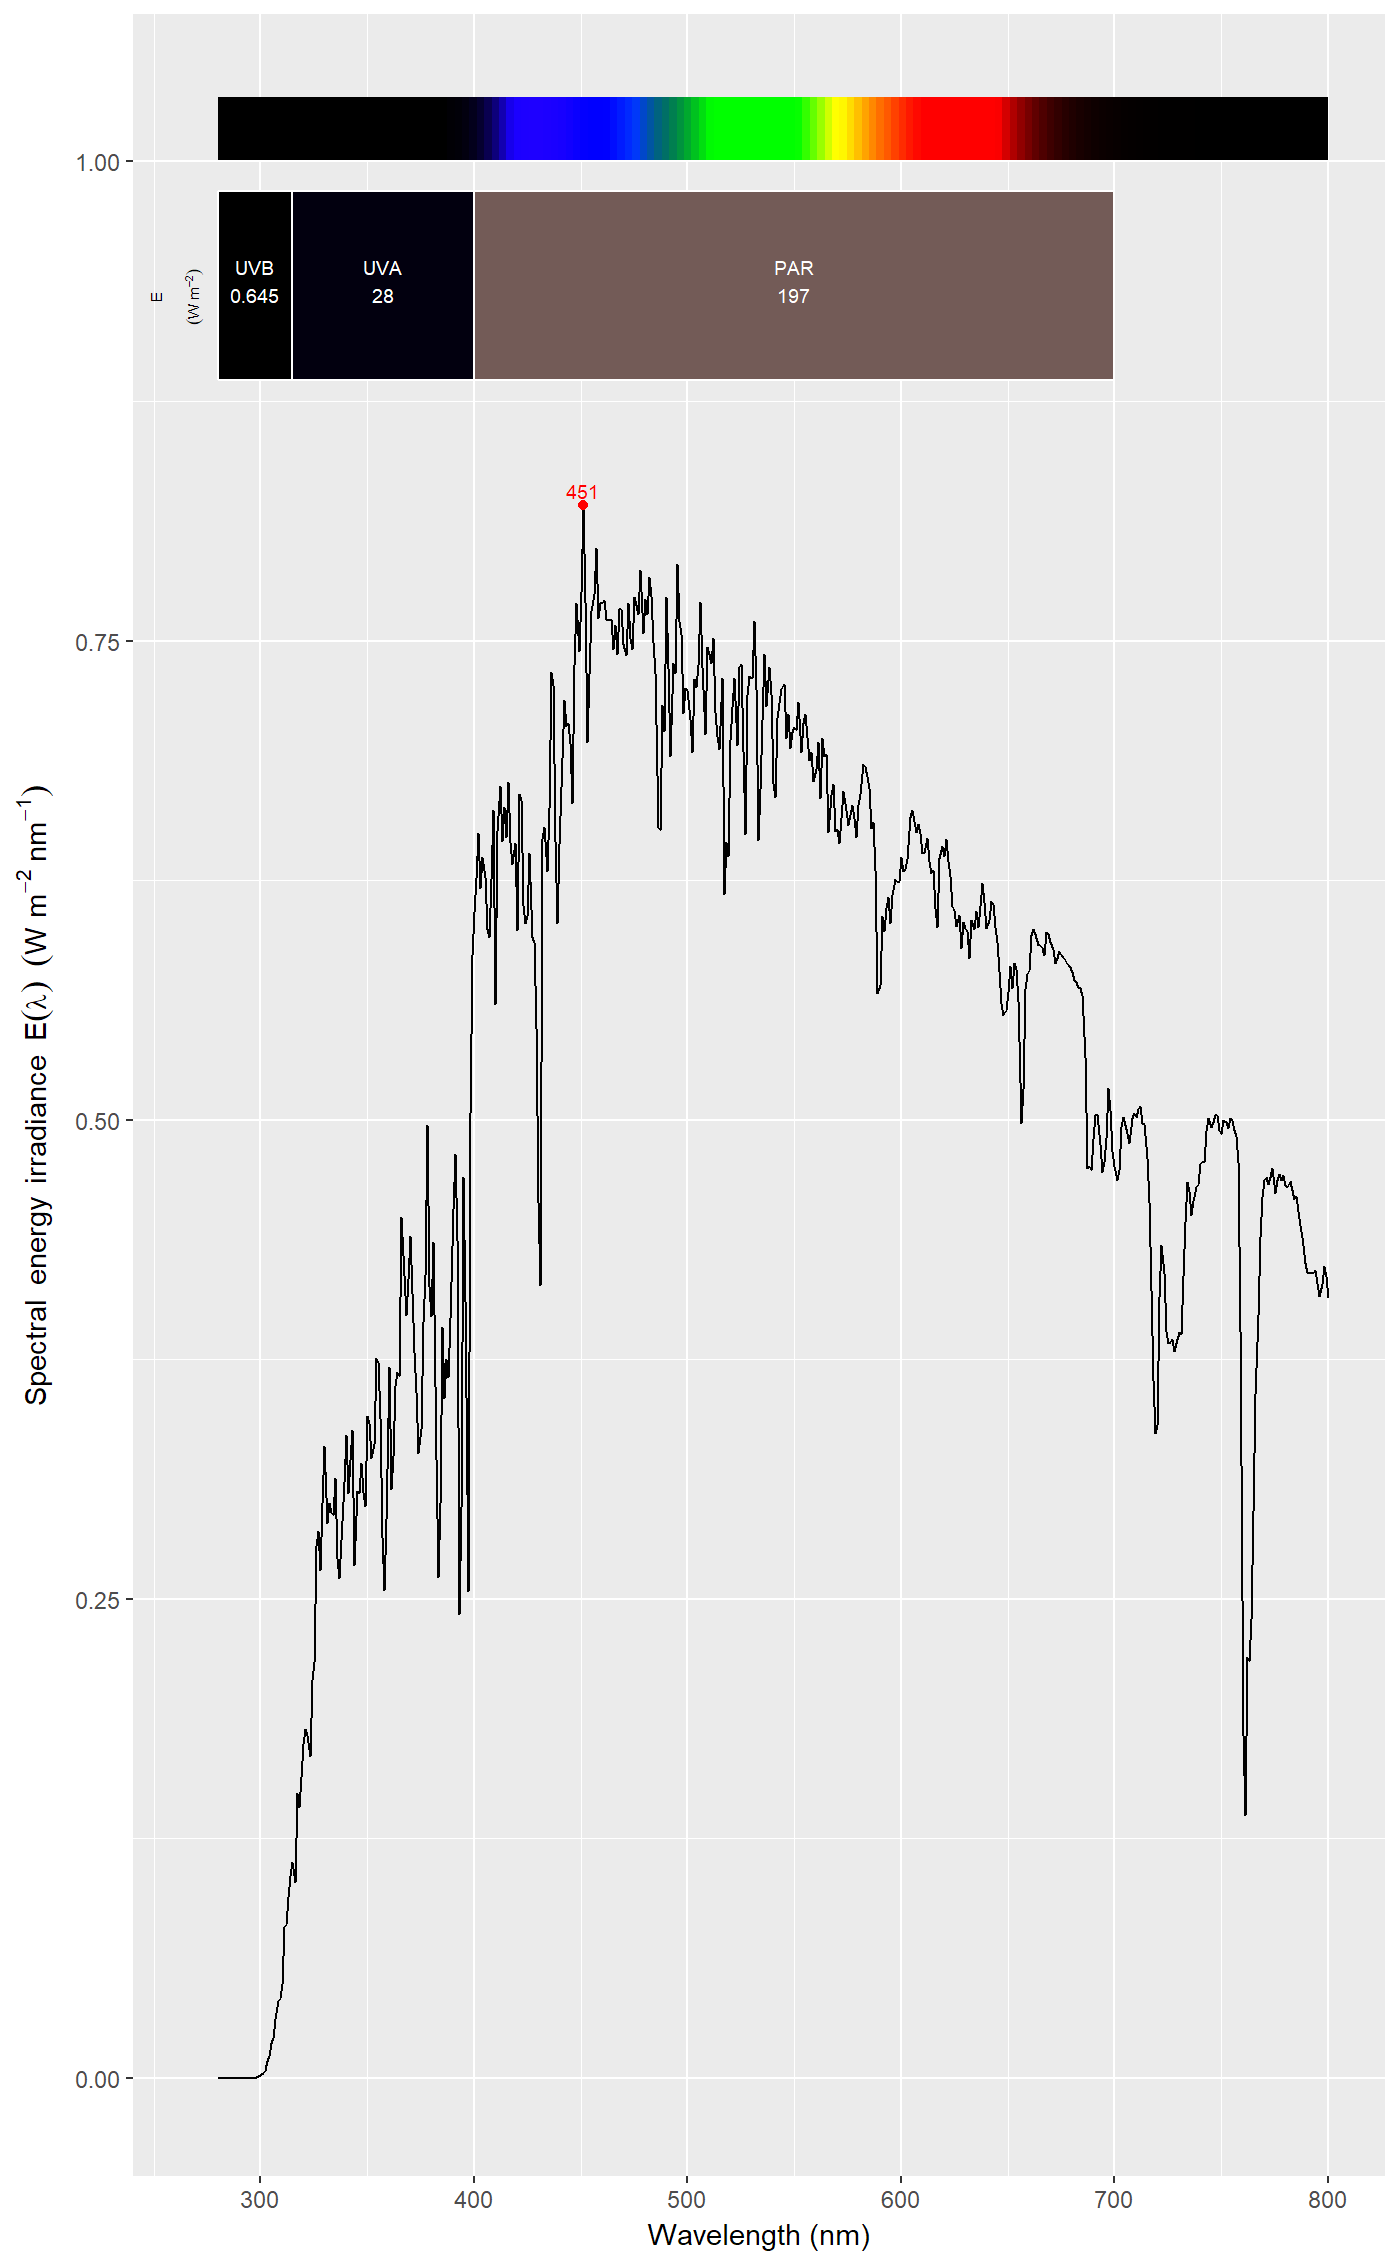 1.00
UVB
0.645
UVA
28
PAR
197
E
(W m⁻²)
451
0.75
0.50
0.25
0.00
Spectral energy irradiance E(λ) (W m⁻² nm⁻¹)
300 400 500 600 700 800
Wavelength (nm)